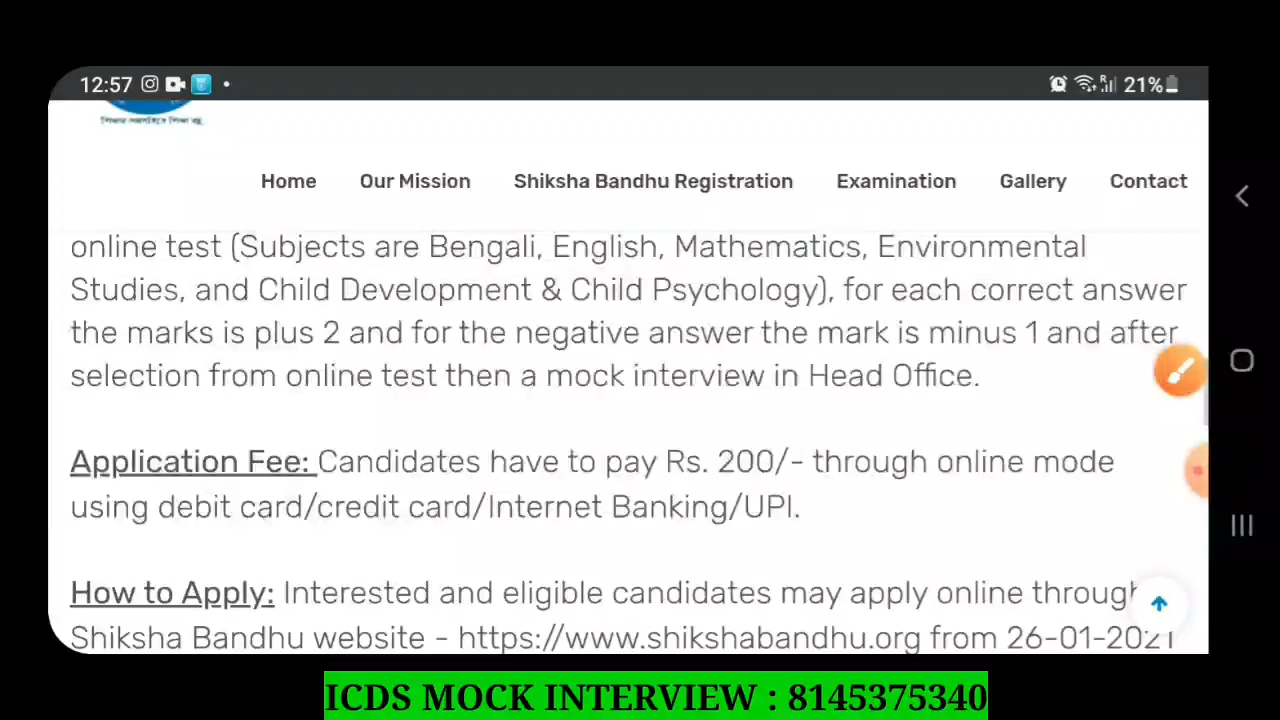 12:57
21%
Home Our Mission Shiksha Bandhu Registration Examination Gallery Contact
online test (Subjects are Bengali, English, Mathematics, Environmental
Studies, and Child Development & Child Psychology), for each correct answer
the marks is plus 2 and for the negative answer the mark is minus 1 and after
selection from online test then a mock interview in Head Office.
Application Fee: Candidates have to pay Rs. 200/- through online mode
using debit card/credit card/Internet Banking/UPI.
How to Apply: Interested and eligible candidates may apply online through
Shiksha Bandhu website - https://www.shikshabandhu.org from 26-01-2021
ICDS MOCK INTERVIEW : 8145375340